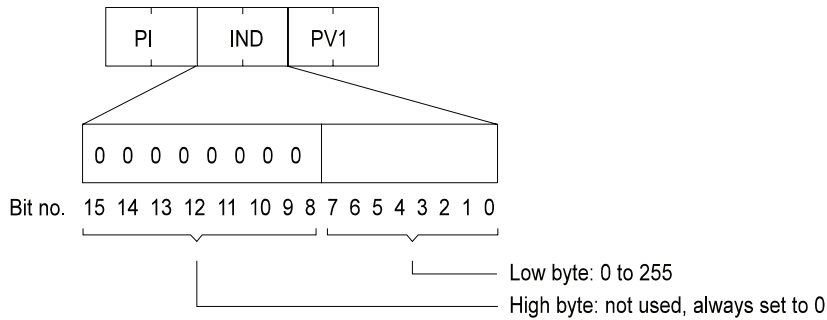 PI IND PV1
0 0 0 0 0 0 0 0
Bit no. 15 14 13 12 11 10 9 8 7 6 5 4 3 2 1 0
Low byte: 0 to 255
High byte: not used, always set to 0